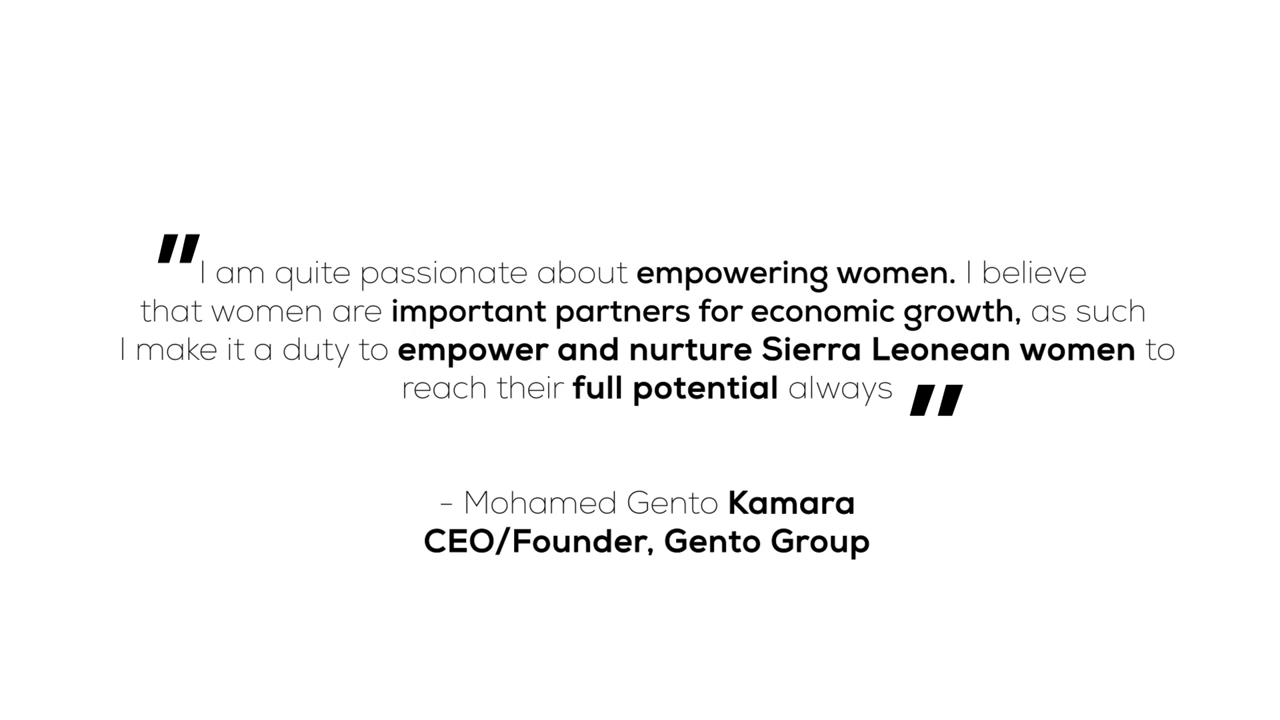 "I am quite passionate about empowering women. I believe
that women are important partners for economic growth, as such
I make it a duty to empower and nurture Sierra Leonean women to
reach their full potential always"
- Mohamed Gento Kamara
CEO/Founder, Gento Group